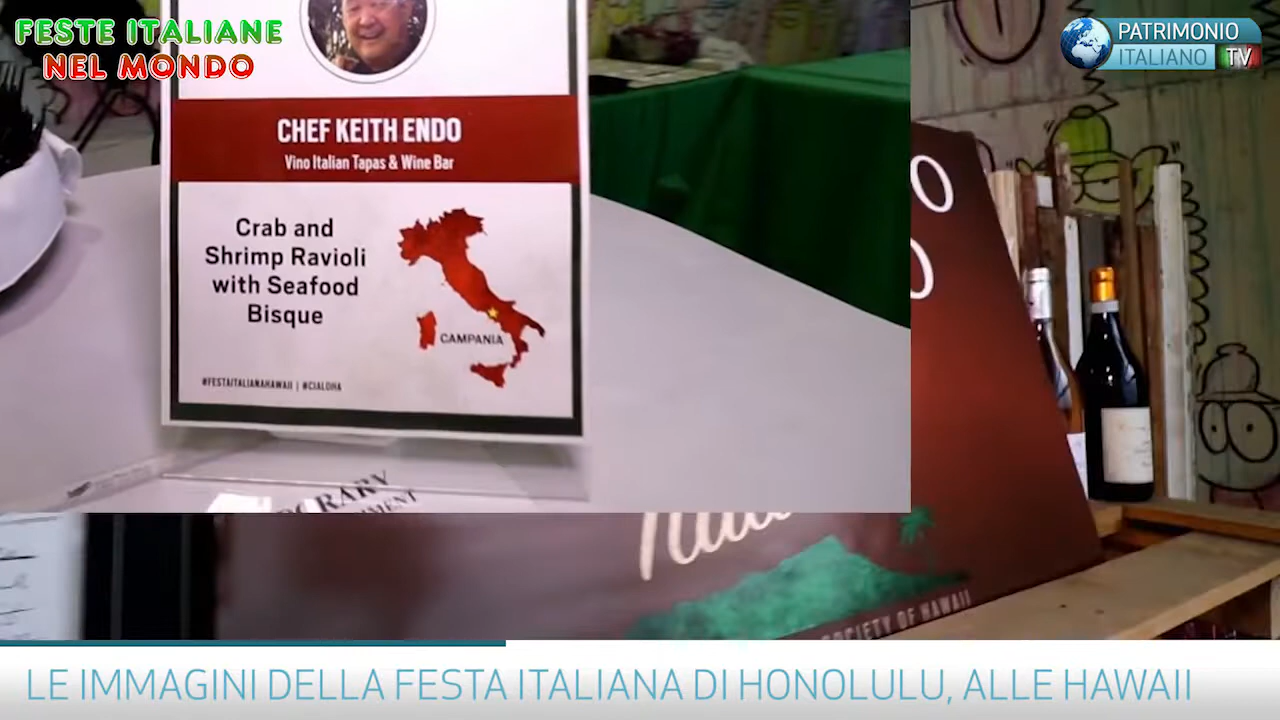 FESTE ITALIANE
NEL MONDO
PATRIMONIO
ITALIANO TV
CHEF KEITH ENDO
Vino Italian Tapas & Wine Bar
Crab and
Shrimp Ravioli
with Seafood
Bisque
CAMPANIA
#FESTAITALIANAHAWAII | #CIALOHA
SOCIETY OF HAWAII
LE IMMAGINI DELLA FESTA ITALIANA DI HONOLULU, ALLE HAWAII